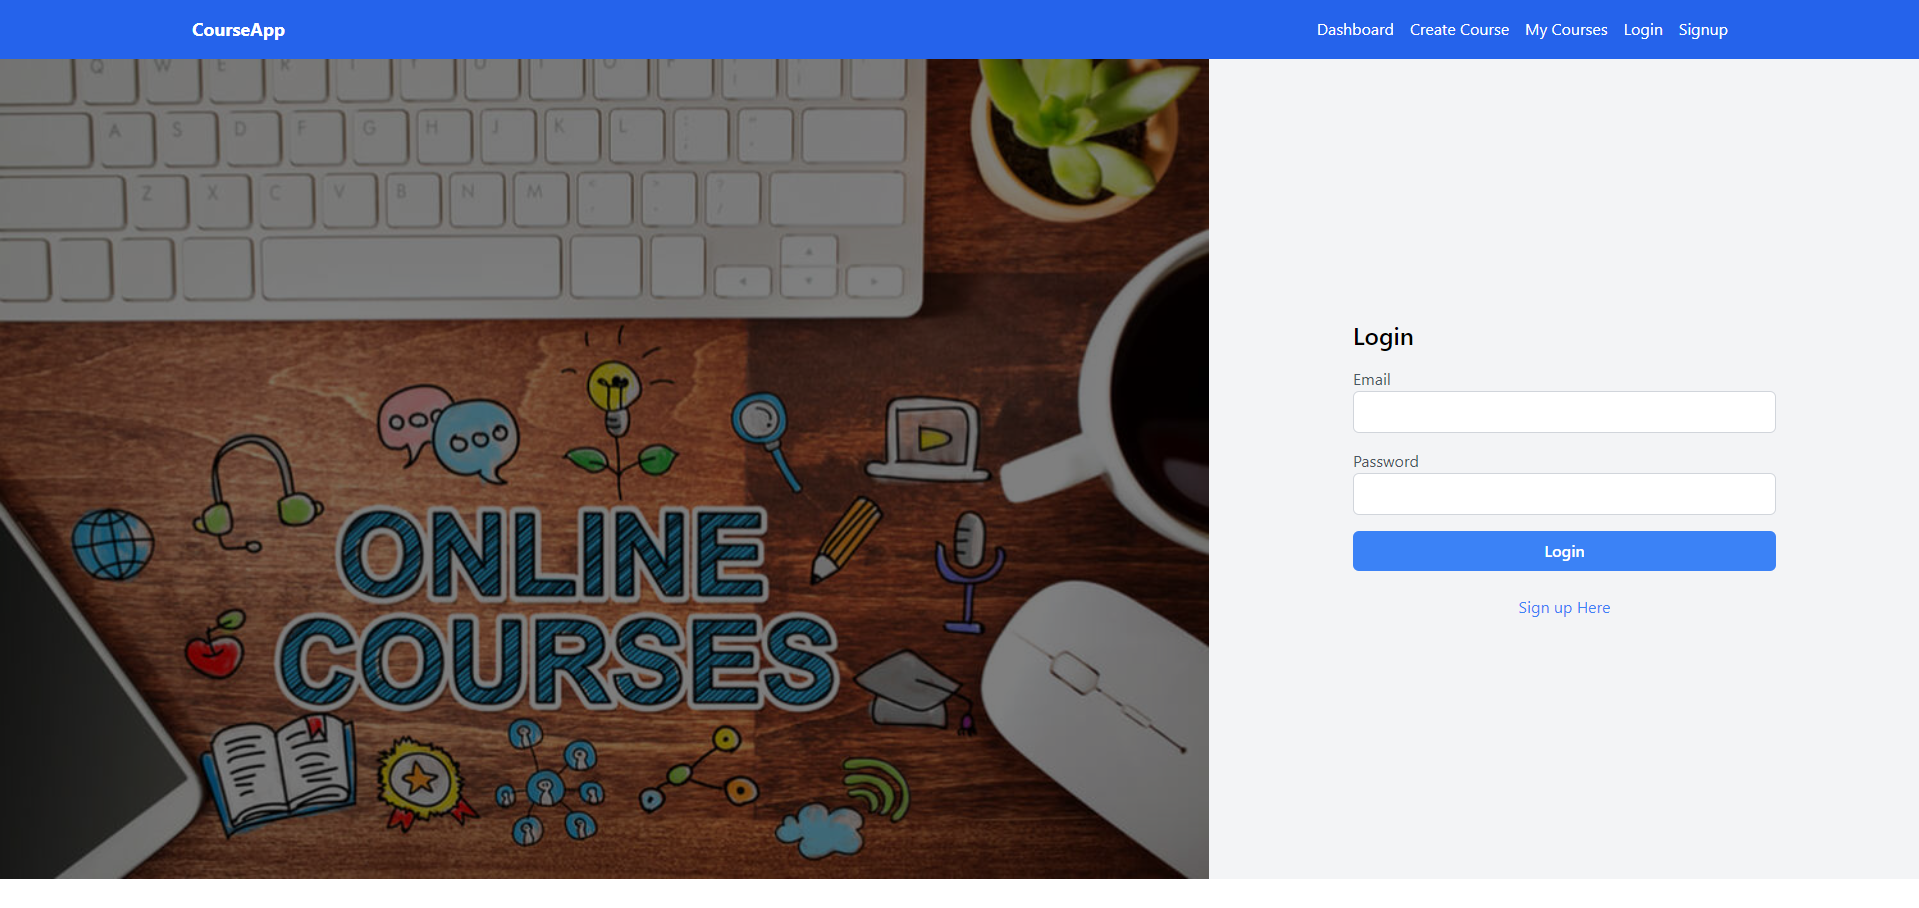 CourseApp
Dashboard Create Course My Courses Login Signup
Q W E R T Y U I O P { }
[ ]
A S D F G H J K L : "
; '
Z X C V B N M < > ?
, . /
ONLINE
COURSES
Login
Email
Password
Login
Sign up Here